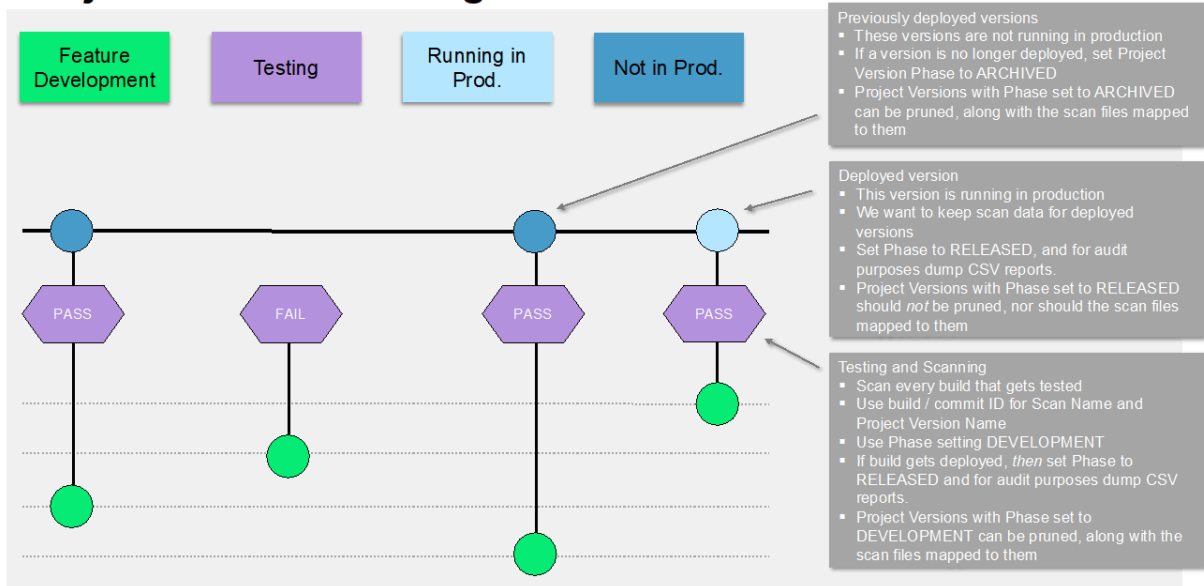 Feature
Development
Testing
Running in
Prod.
Not in Prod.
Previously deployed versions
▪ These versions are not running in production
▪ If a version is no longer deployed, set Project
Version Phase to ARCHIVED
▪ Project Versions with Phase set to ARCHIVED
can be pruned, along with the scan files mapped
to them
Deployed version
▪ This version is running in production
▪ We want to keep scan data for deployed
versions
▪ Set Phase to RELEASED, and for audit
purposes dump CSV reports.
▪ Project Versions with Phase set to RELEASED
should not be pruned, nor should the scan files
mapped to them
PASS
FAIL
PASS
PASS
Testing and Scanning
▪ Scan every build that gets tested
▪ Use build / commit ID for Scan Name and
Project Version Name
▪ Use Phase setting DEVELOPMENT
▪ If build gets deployed, then set Phase to
RELEASED and for audit purposes dump CSV
reports.
▪ Project Versions with Phase set to
DEVELOPMENT can be pruned, along with the
scan files mapped to them